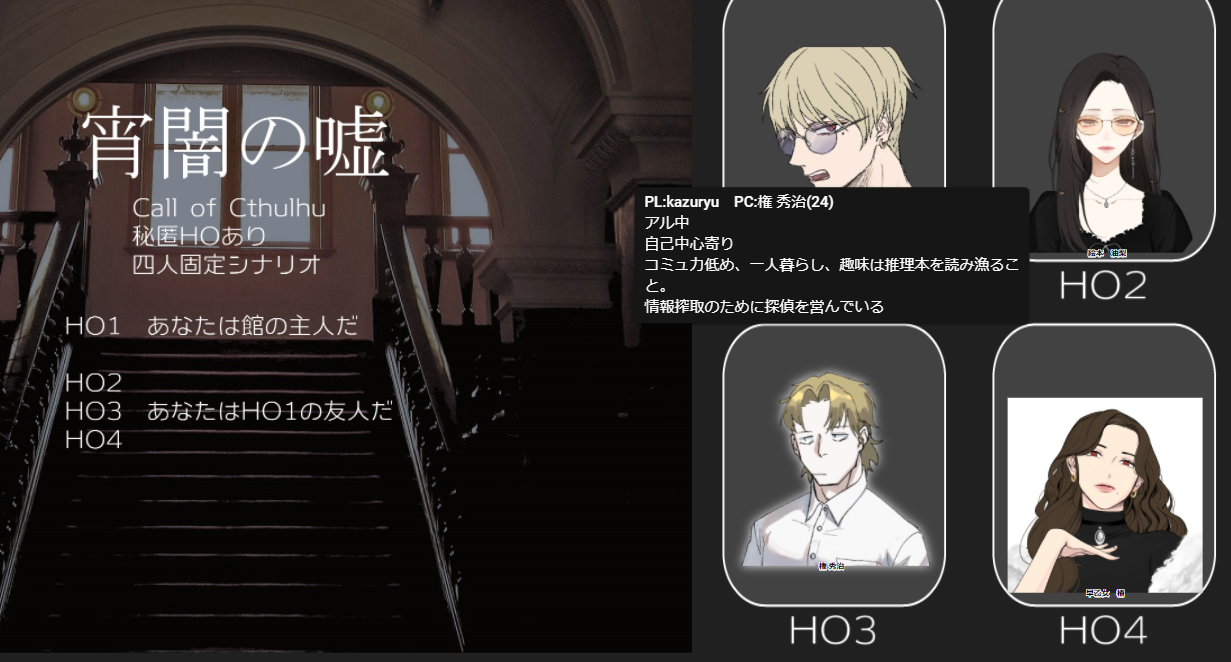 宵闇の嘘
Call of Cthulhu
秘匿HOあり
四人固定シナリオ
HO1 あなたは館の主人だ
HO2
HO3 あなたはHO1の友人だ
HO4
PL:kazuryu PC:権 秀治(24)
アル中
自己中心寄り
コミュ力低め、一人暮らし、趣味は推理本を読み漁るこ
と。
情報搾取のために探偵を営んでいる
HO2
権 秀治
HO3
HO4